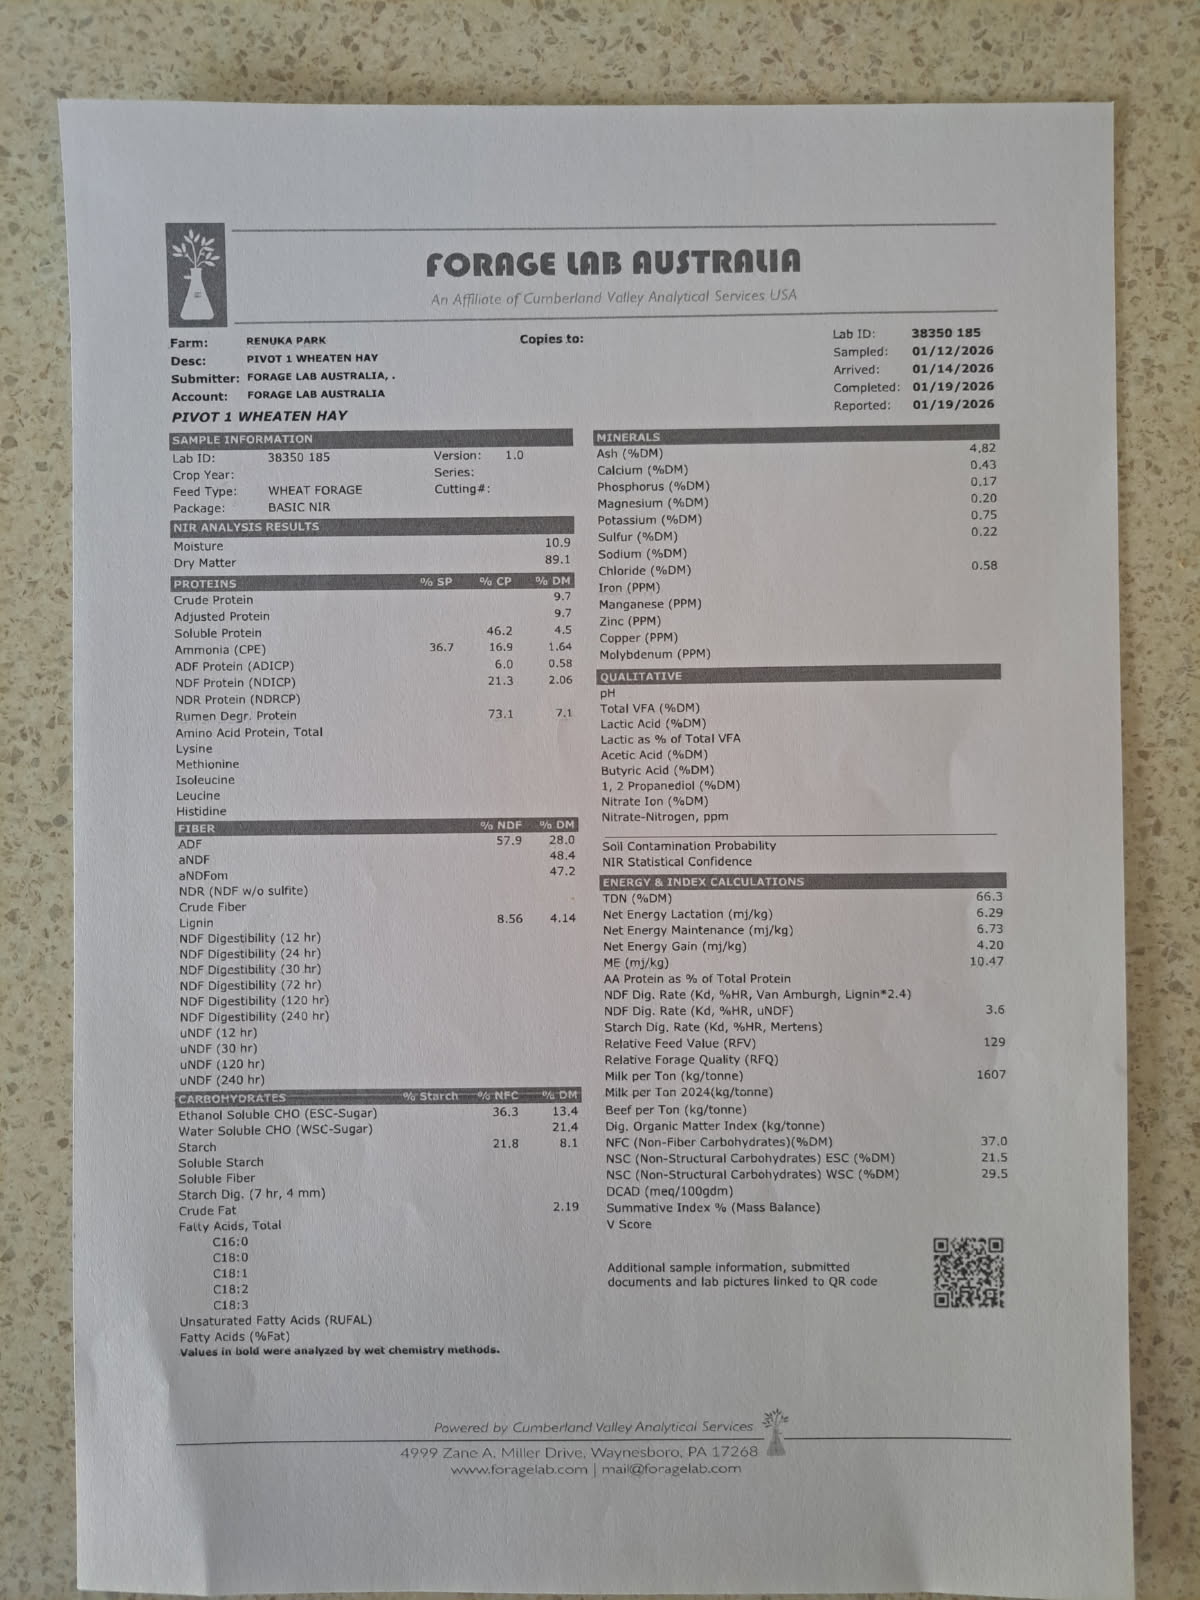 FORAGE LAB AUSTRALIA
An Affiliate of Cumberland Valley Analytical Services USA
Farm: RENUKA PARK
Desc: PIVOT 1 WHEATEN HAY
Submitter: FORAGE LAB AUSTRALIA, .
Account: FORAGE LAB AUSTRALIA
Copies to:
Lab ID: 38350 185
Sampled: 01/12/2026
Arrived: 01/14/2026
Completed: 01/19/2026
Reported: 01/19/2026
PIVOT 1 WHEATEN HAY
SAMPLE INFORMATION
Lab ID: 38350 185 Version: 1.0
Crop Year: Series:
Feed Type: WHEAT FORAGE Cutting#:
Package: BASIC NIR
NIR ANALYSIS RESULTS
Moisture 10.9
Dry Matter 89.1
PROTEINS % SP % CP % DM
Crude Protein 9.7
Adjusted Protein 9.7
Soluble Protein 46.2 4.5
Ammonia (CPE) 36.7 16.9 1.64
ADF Protein (ADICP) 6.0 0.58
NDF Protein (NDICP) 21.3 2.06
NDR Protein (NDRCP)
Rumen Degr. Protein 73.1 7.1
Amino Acid Protein, Total
Lysine
Methionine
Isoleucine
Leucine
Histidine
FIBER % NDF % DM
ADF 57.9 28.0
aNDF 48.4
aNDFom 47.2
NDR (NDF w/o sulfite)
Crude Fiber
Lignin 8.56 4.14
NDF Digestibility (12 hr)
NDF Digestibility (24 hr)
NDF Digestibility (30 hr)
NDF Digestibility (72 hr)
NDF Digestibility (120 hr)
NDF Digestibility (240 hr)
uNDF (12 hr)
uNDF (30 hr)
uNDF (120 hr)
uNDF (240 hr)
CARBOHYDRATES % Starch % NFC % DM
Ethanol Soluble CHO (ESC-Sugar) 36.3 13.4
Water Soluble CHO (WSC-Sugar) 21.4
Starch 21.8 8.1
Soluble Starch
Soluble Fiber
Starch Dig. (7 hr, 4 mm)
Crude Fat 2.19
Fatty Acids, Total
C16:0
C18:0
C18:1
C18:2
C18:3
Unsaturated Fatty Acids (RUFAL)
Fatty Acids (%Fat)
Values in bold were analyzed by wet chemistry methods.
MINERALS
Ash (%DM) 4.82
Calcium (%DM) 0.43
Phosphorus (%DM) 0.17
Magnesium (%DM) 0.20
Potassium (%DM) 0.75
Sulfur (%DM) 0.22
Sodium (%DM)
Chloride (%DM) 0.58
Iron (PPM)
Manganese (PPM)
Zinc (PPM)
Copper (PPM)
Molybdenum (PPM)
QUALITATIVE
pH
Total VFA (%DM)
Lactic Acid (%DM)
Lactic as % of Total VFA
Acetic Acid (%DM)
Butyric Acid (%DM)
1, 2 Propanediol (%DM)
Nitrate Ion (%DM)
Nitrate-Nitrogen, ppm
Soil Contamination Probability
NIR Statistical Confidence
ENERGY & INDEX CALCULATIONS
TDN (%DM) 66.3
Net Energy Lactation (mj/kg) 6.29
Net Energy Maintenance (mj/kg) 6.73
Net Energy Gain (mj/kg) 4.20
ME (mj/kg) 10.47
AA Protein as % of Total Protein
NDF Dig. Rate (Kd, %HR, Van Amburgh, Lignin*2.4)
NDF Dig. Rate (Kd, %HR, uNDF) 3.6
Starch Dig. Rate (Kd, %HR, Mertens)
Relative Feed Value (RFV) 129
Relative Forage Quality (RFQ)
Milk per Ton (kg/tonne) 1607
Milk per Ton 2024(kg/tonne)
Beef per Ton (kg/tonne)
Dig. Organic Matter Index (kg/tonne)
NFC (Non-Fiber Carbohydrates)(%DM) 37.0
NSC (Non-Structural Carbohydrates) ESC (%DM) 21.5
NSC (Non-Structural Carbohydrates) WSC (%DM) 29.5
DCAD (meq/100gdm)
Summative Index % (Mass Balance)
V Score
Additional sample information, submitted
documents and lab pictures linked to QR code
Powered by Cumberland Valley Analytical Services
4999 Zane A. Miller Drive, Waynesboro, PA 17268
www.foragelab.com | mail@foragelab.com